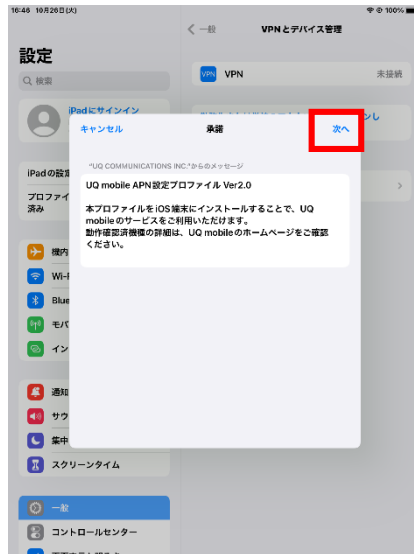 16:46 10月26日(火)
100%
設定
検索
iPadにサインイン
iPadの設定
プロファイ
済み
機内
Wi-F
Blue
モバ
イン
通知
サウ
集中
スクリーンタイム
一般
コントロールセンター
一般
VPNとデバイス管理
VPN
VPN
未接続
キャンセル
承諾
次へ
"UQ COMMUNICATIONS INC."からのメッセージ
UQ mobile APN設定プロファイル Ver2.0
本プロファイルをiOS端末にインストールすることで、UQ
mobileのサービスをご利用いただけます。
動作確認済機種の詳細は、UQ mobileのホームページをご確認
ください。